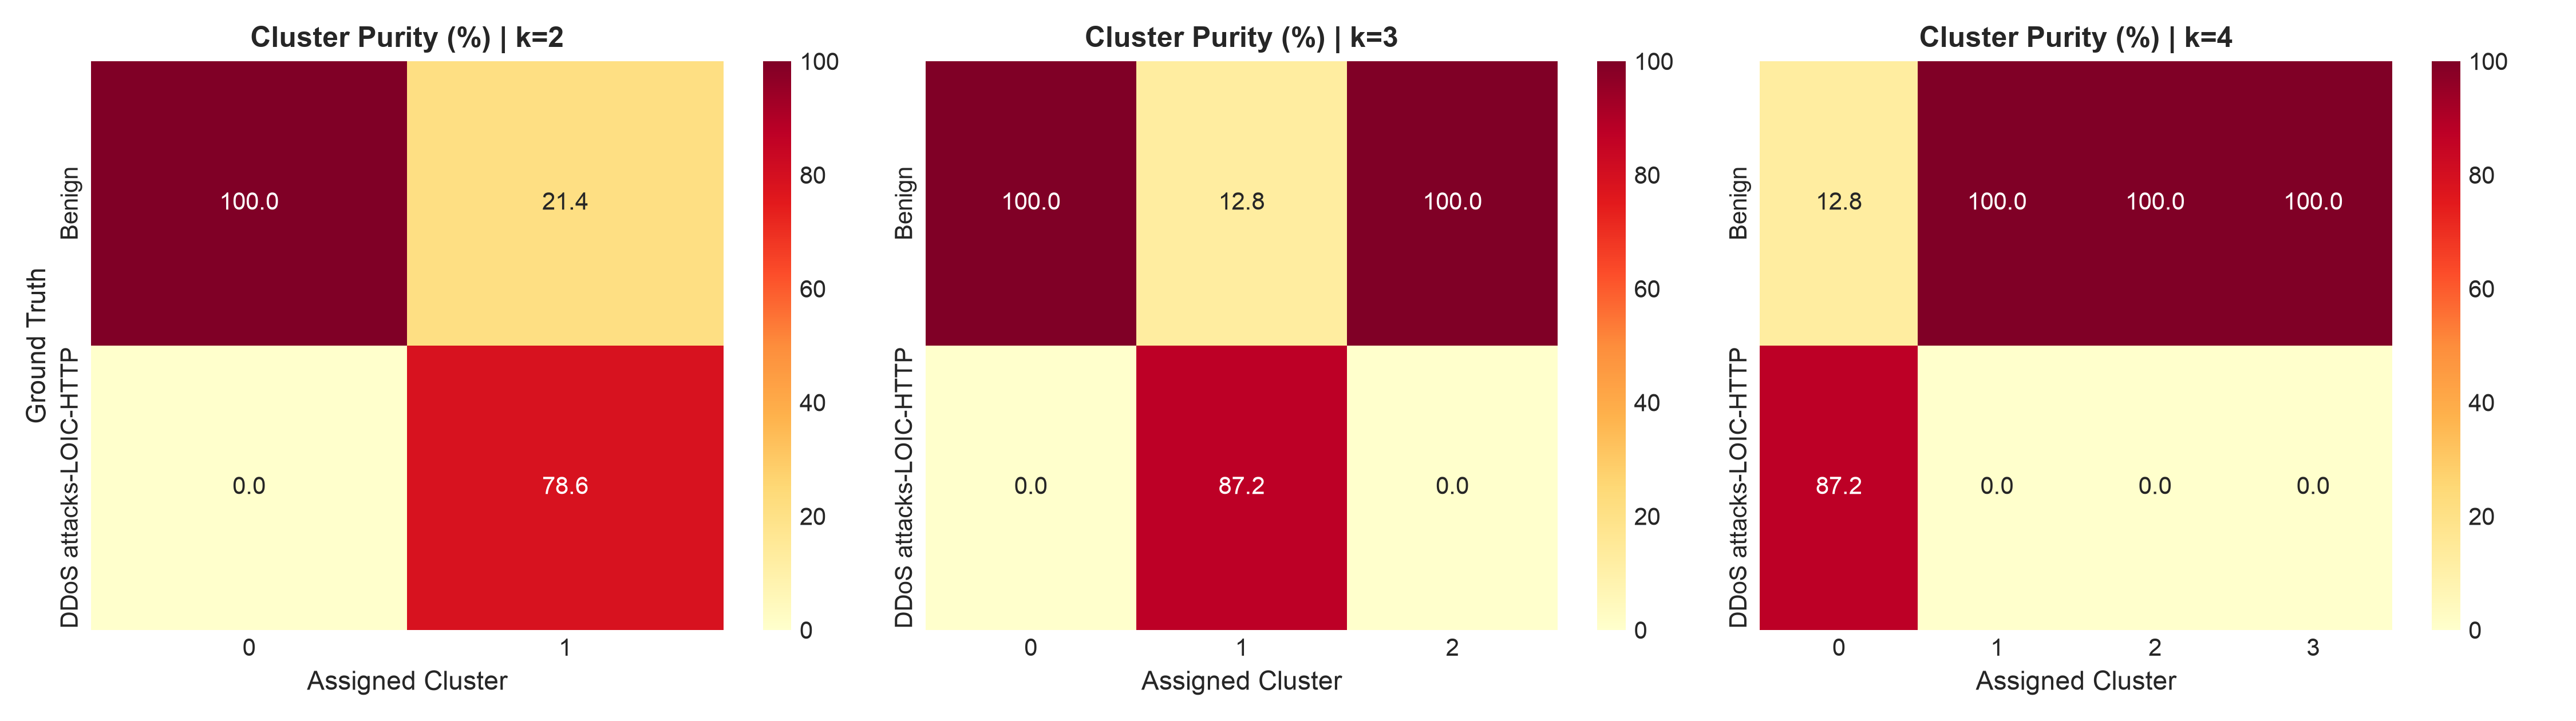 Cluster Purity (%) | k=2
Ground Truth
Benign
DDoS attacks-LOIC-HTTP
100.0 21.4
0.0 78.6
0 1
Assigned Cluster
100
80
60
40
20
0
Cluster Purity (%) | k=3
Benign
DDoS attacks-LOIC-HTTP
100.0 12.8 100.0
0.0 87.2 0.0
0 1 2
Assigned Cluster
100
80
60
40
20
0
Cluster Purity (%) | k=4
Benign
DDoS attacks-LOIC-HTTP
12.8 100.0 100.0 100.0
87.2 0.0 0.0 0.0
0 1 2 3
Assigned Cluster
100
80
60
40
20
0